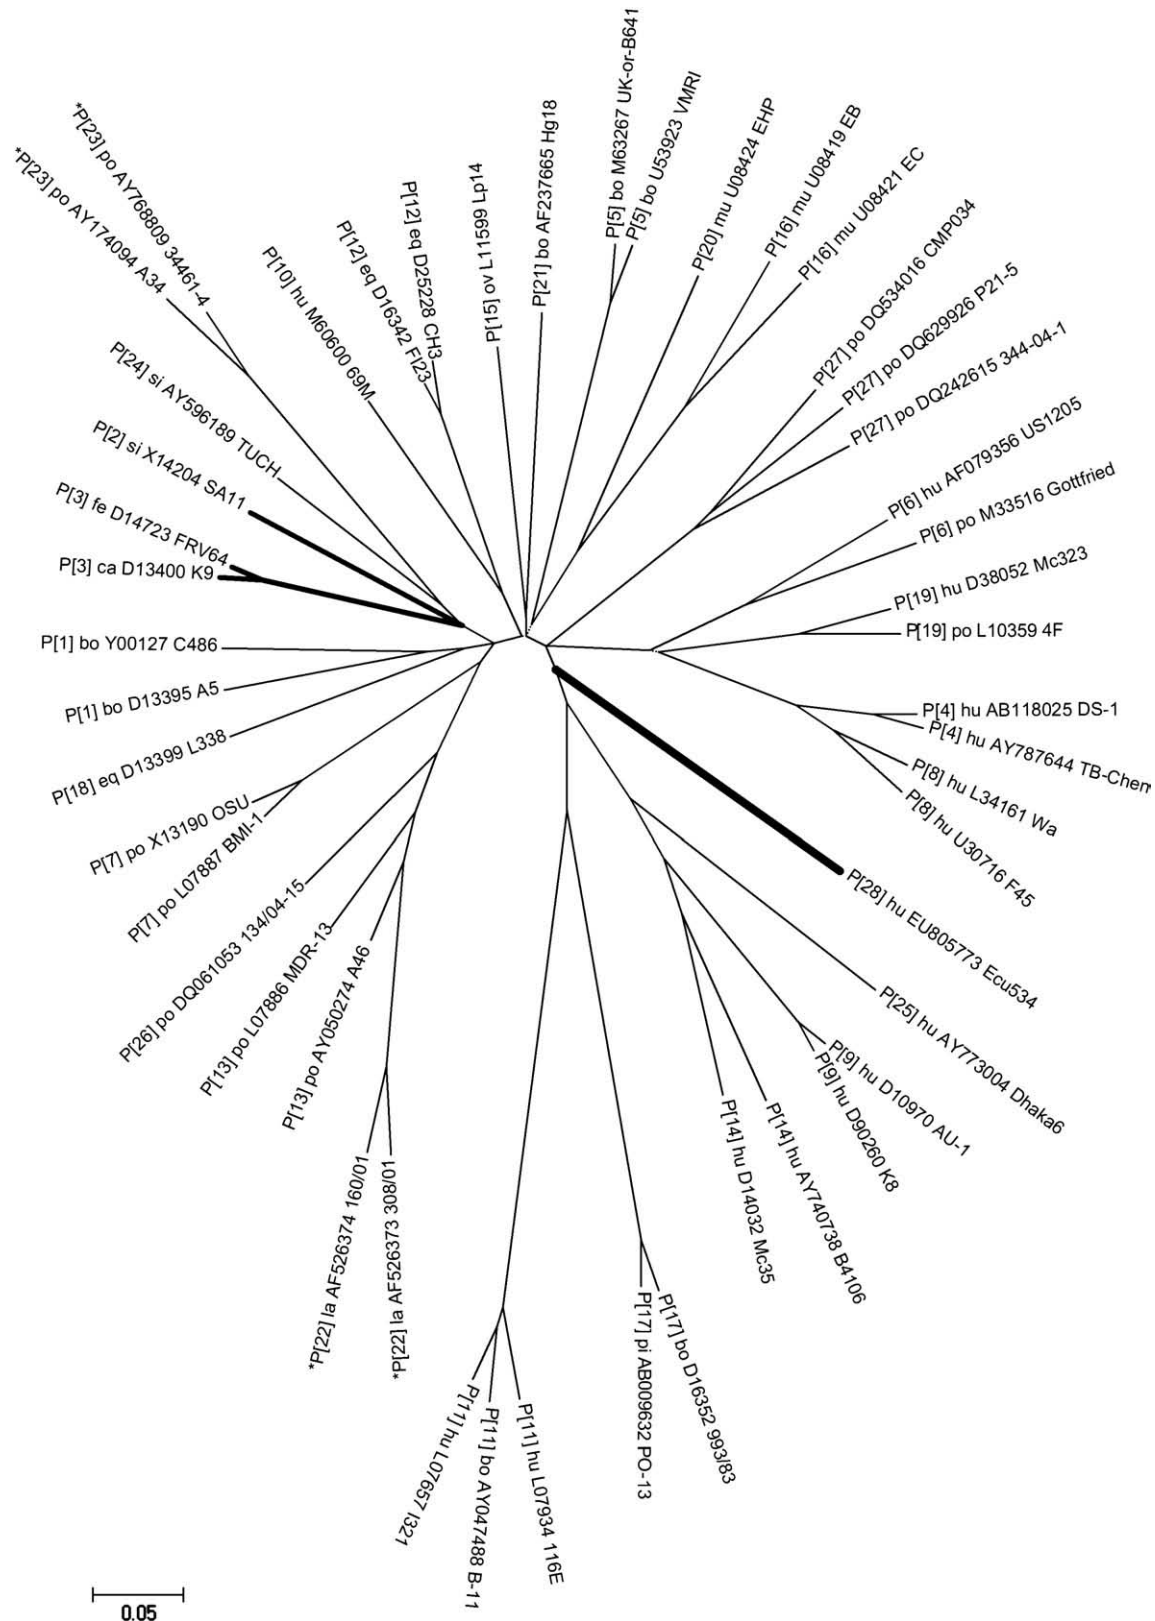 *P[23] po AY768809 34461-4
*P[23] po AY174094 A34
P[24] si AY596189 TUCH
P[2] si X14204 SA11
P[3] fe D14723 FRV64
P[3] ca D13400 K9
P[1] bo Y00127 C486
P[1] bo D13395 A5
P[18] eq D13399 L338
P[7] po X13190 OSU
P[7] po L07887 BMI-1
P[26] po DQ061053 134/04-15
P[13] po L07886 MDR-13
P[13] po AY050274 A46
*P[22] la AF526374 160/01
*P[22] la AF526373 308/01
P[11] hu L07657 I321
P[11] bo AY047488 B-11
P[11] hu L07934 116E
P[17] pi AB009632 PO-13
P[17] bo D16352 993/83
P[14] hu D14032 Mc35
P[14] hu AY740738 B4106
P[9] hu D90260 K8
P[9] hu D10970 AU-1
P[25] hu AY773004 Dhaka6
P[28] hu EU805773 Ecu534
P[8] hu U30716 F45
P[8] hu L34161 Wa
P[4] hu AY787644 TB-Chen
P[4] hu AB118025 DS-1
P[19] po L10359 4F
P[19] hu D38052 Mc323
P[6] po M33516 Gottfried
P[6] hu AF079356 US1205
P[27] po DQ242615 344-04-1
P[27] po DQ629926 P21-5
P[27] po DQ534016 CMP034
P[16] mu U08421 EC
P[16] mu U08419 EB
P[20] mu U08424 EHP
P[5] bo U53923 VMRI
P[5] bo M63267 UK-or-B641
P[21] bo AF237665 Hg18
P[15] ov L11599 Lp14
P[12] eq D25228 CH3
P[12] eq D16342 FI23
P[10] hu M60600 69M
0.05